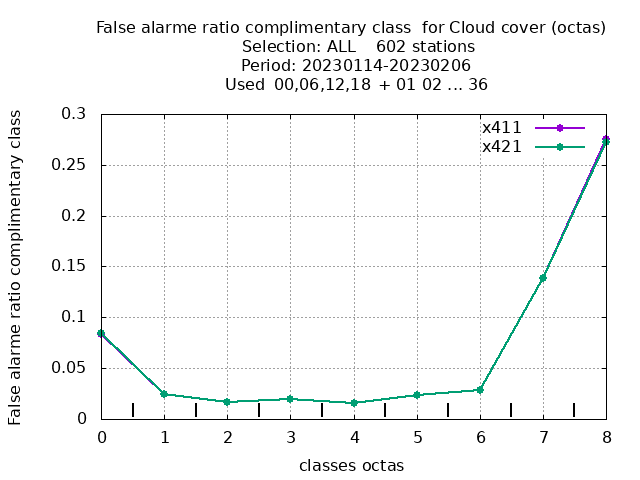 False alarme ratio complimentary class  for Cloud cover (octas)
Selection: ALL    602 stations
Period: 20230114-20230206
Used  00,06,12,18 + 01 02 ... 36
False alarme ratio complimentary class
0.3
0.25
0.2
0.15
0.1
0.05
0
x411
x421
0 1 2 3 4 5 6 7 8
classes octas